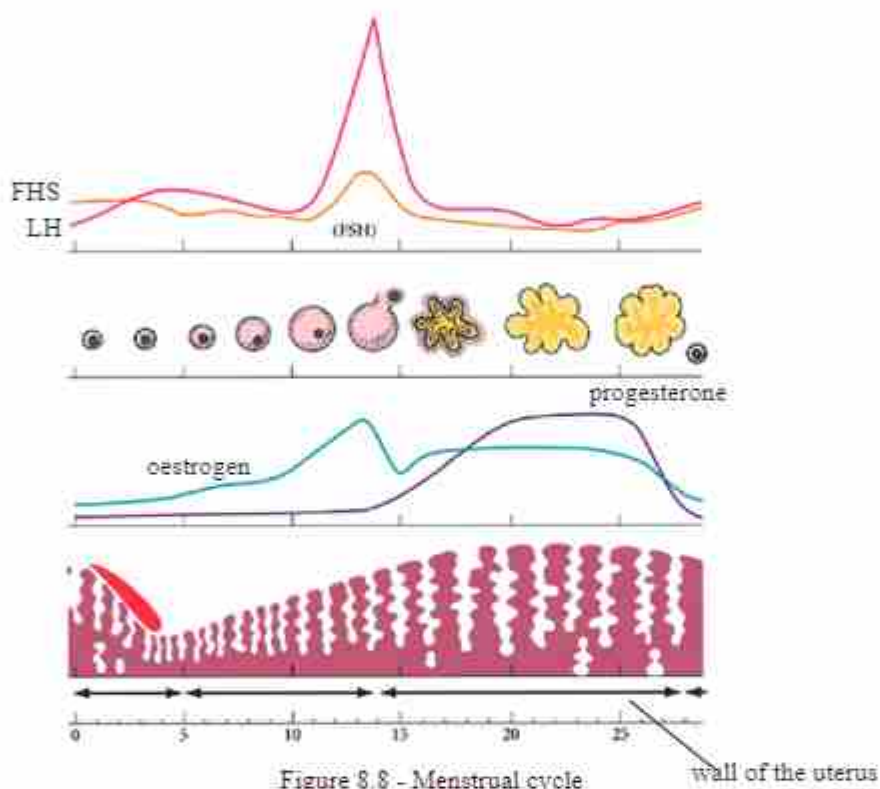 FHS
LH
(FSH)
progesterone
oestrogen
0 5 10 15 20 25
wall of the uterus
Figure 8.8 - Menstrual cycle